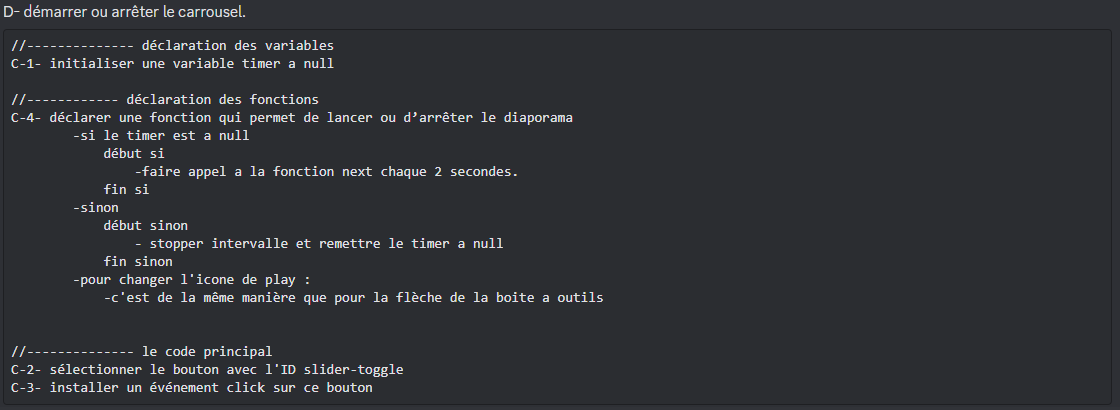 D- démarrer ou arrêter le carrousel.
//-------------- déclaration des variables
C-1- initialiser une variable timer a null
//------------ déclaration des fonctions
C-4- déclarer une fonction qui permet de lancer ou d’arrêter le diaporama
-si le timer est a null
début si
-faire appel a la fonction next chaque 2 secondes.
fin si
-sinon
début sinon
- stopper intervalle et remettre le timer a null
fin sinon
-pour changer l'icone de play :
-c'est de la même manière que pour la flèche de la boite a outils
//-------------- le code principal
C-2- sélectionner le bouton avec l'ID slider-toggle
C-3- installer un événement click sur ce bouton